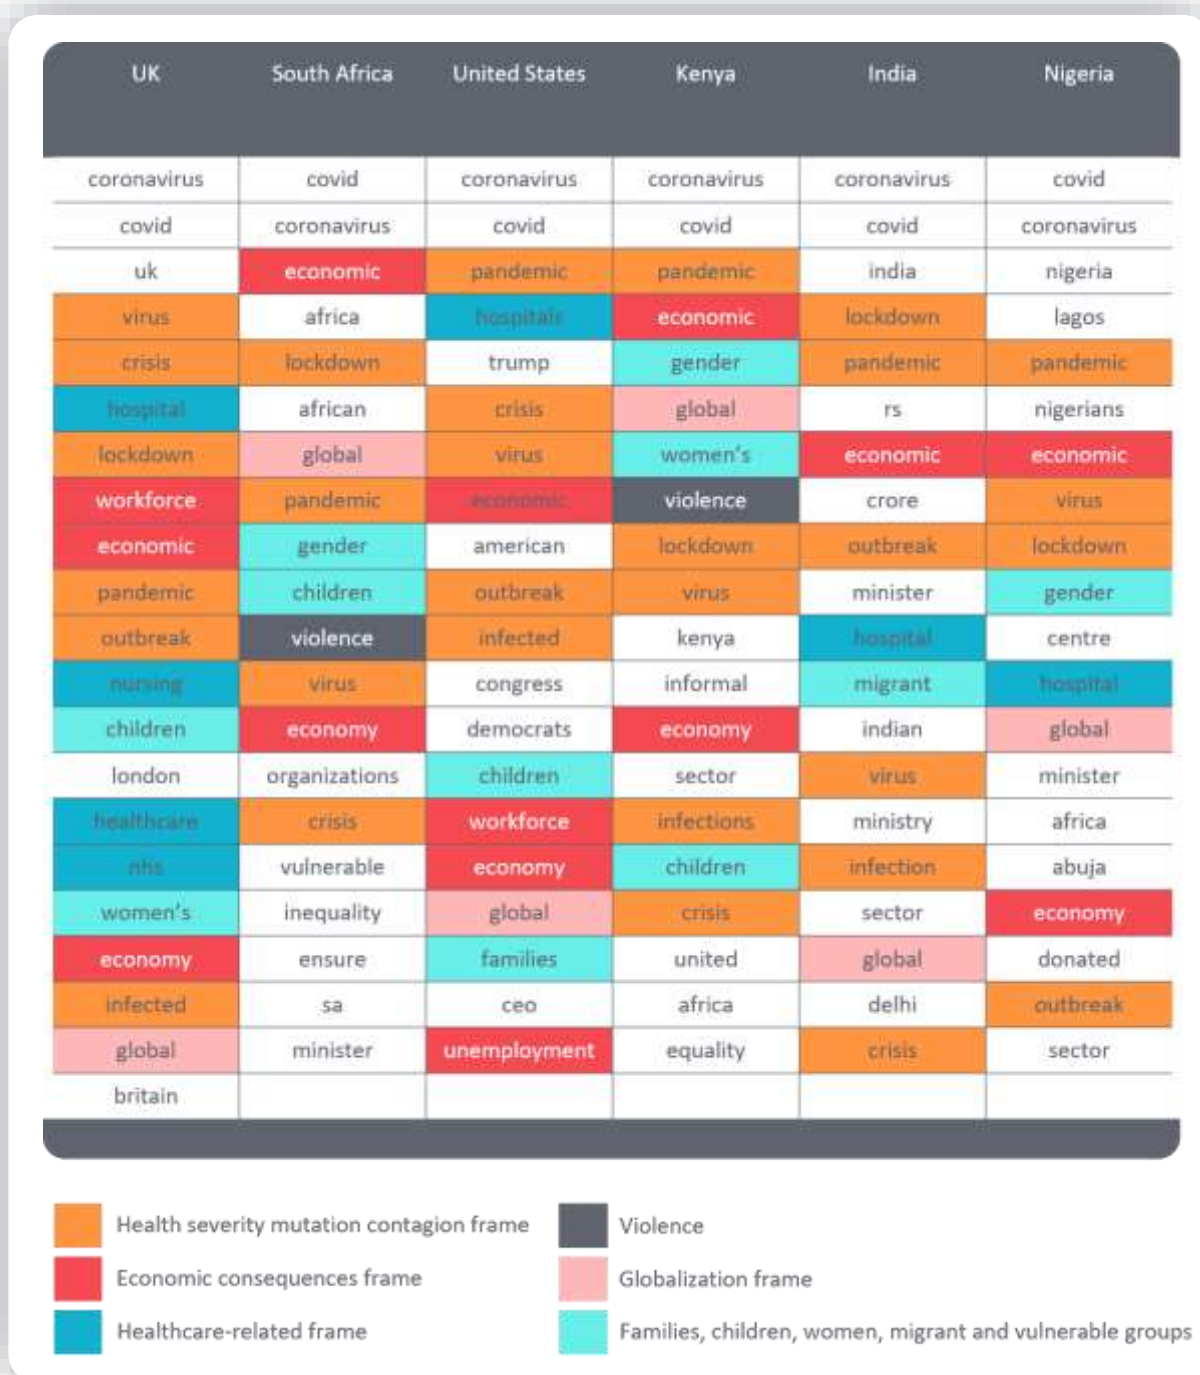 UK South Africa United States Kenya India Nigeria
coronavirus covid coronavirus coronavirus coronavirus covid
covid coronavirus covid covid covid coronavirus
uk economic pandemic pandemic india nigeria
virus africa hospitals economic lockdown lagos
crisis lockdown trump gender pandemic pandemic
hospital african crisis global rs nigerians
lockdown global virus women's economic economic
workforce pandemic economic violence crore virus
economic gender american lockdown outbreak lockdown
pandemic children outbreak virus minister gender
outbreak violence infected kenya hospital centre
nursing virus congress informal migrant hospital
children economy democrats economy indian global
london organizations children sector virus minister
healthcare crisis workforce infections ministry africa
nhs vulnerable economy children infection abuja
women's inequality global crisis sector economy
economy ensure families united global donated
infected sa ceo africa delhi outbreak
global minister unemployment equality crisis sector
britain
Health severity mutation contagion frame
Violence
Economic consequences frame
Globalization frame
Healthcare-related frame
Families, children, women, migrant and vulnerable groups